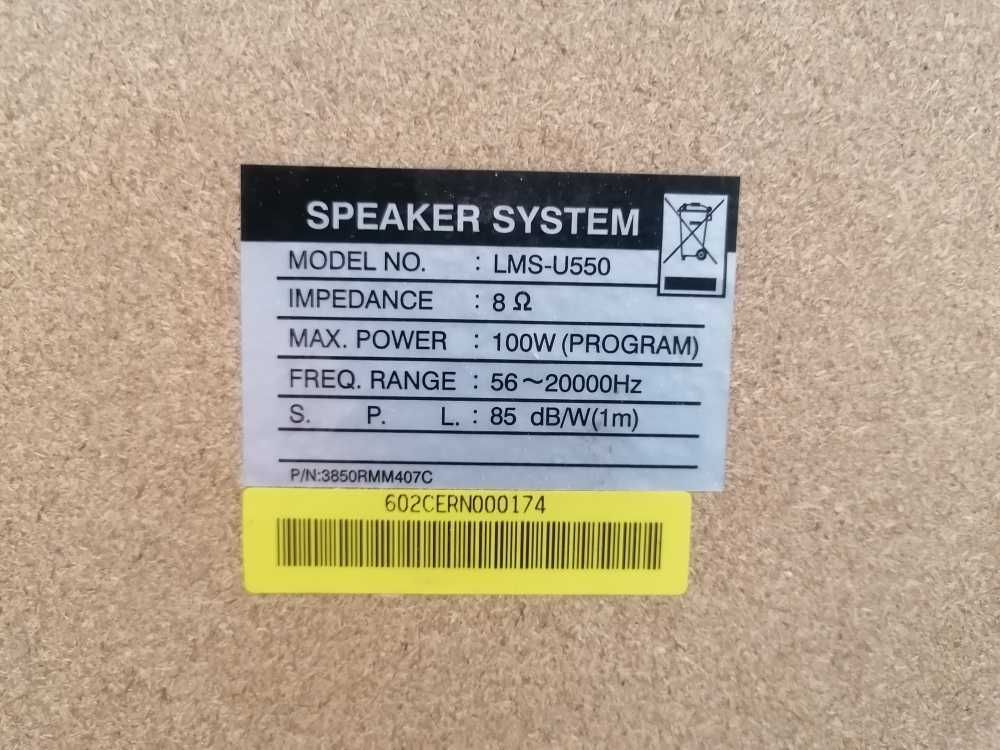 SPEAKER SYSTEM
MODEL NO. : LMS-U550
IMPEDANCE : 8 Ω
MAX. POWER : 100W (PROGRAM)
FREQ. RANGE : 56～20000Hz
S. P. L. : 85 dB/W(1m)
P/N:3850RMM407C
602CERN000174